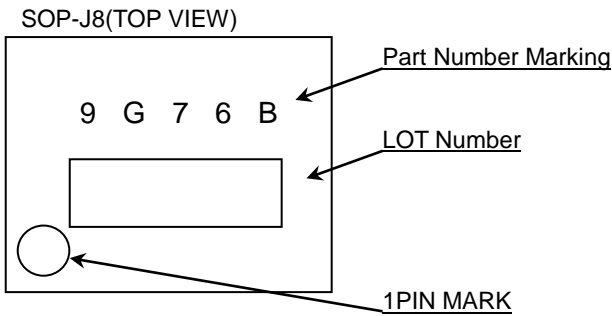 SOP-J8(TOP VIEW)
Part Number Marking
9 G 7 6 B
LOT Number
1PIN MARK